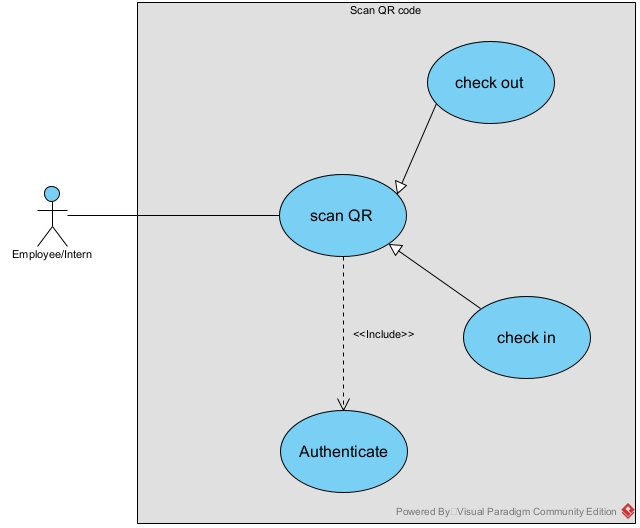 Scan QR code
check out
scan QR
Employee/Intern
<<Include>>
check in
Authenticate
Powered By Visual Paradigm Community Edition